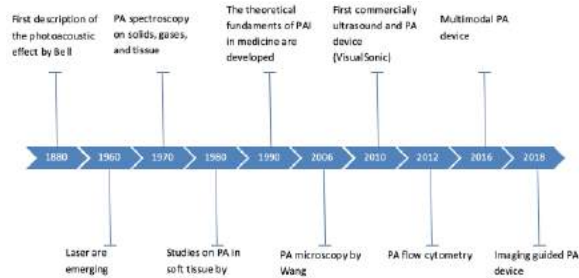 First description of
the photoacoustic
effect by Bell
PA spectroscopy
on solids, gases,
and tissue
The theoretical
fundaments of PAI
in medicine are
developed
First commercially
ultrasound and PA
device
(VisualSonic)
Multimodal PA
device
1880
1960
1970
1980
1990
2006
2010
2012
2016
2018
Laser are
emerging
Studies on PA in
soft tissue by
PA microscopy by
Wang
PA flow cytometry
Imaging guided PA
device